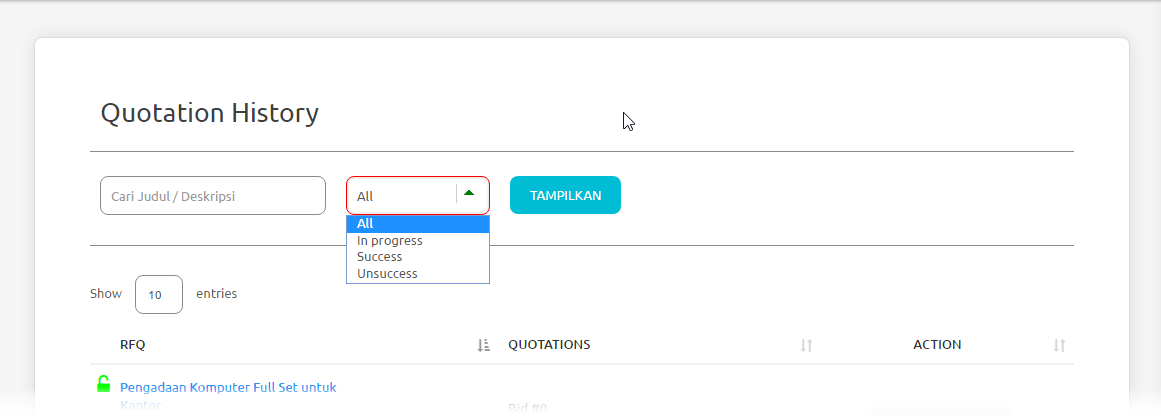 Quotation History
Cari Judul / Deskripsi
All
TAMPILKAN
All
In progress
Success
Unsuccess
Show 10 entries
RFQ QUOTATIONS ACTION
Pengadaan Komputer Full Set untuk
Kantor
Bid #0